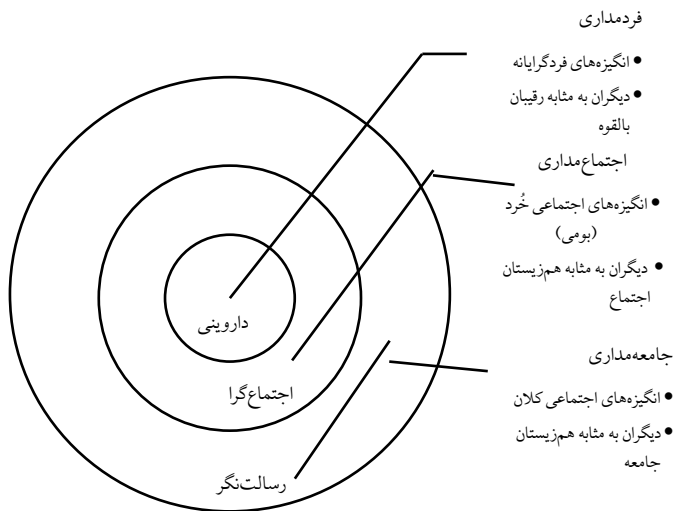 فردمداری
• انگیزه‌های فردگرایانه
• دیگران به مثابه رقیبان
بالقوه
اجتماع‌مداری
• انگیزه‌های اجتماعی خُرد
(بومی)
• دیگران به مثابه هم‌زیستان
اجتماع
جامعه‌مداری
• انگیزه‌های اجتماعی کلان
• دیگران به مثابه هم‌زیستان
جامعه
داروینی
اجتماع‌گرا
رسالت‌نگر